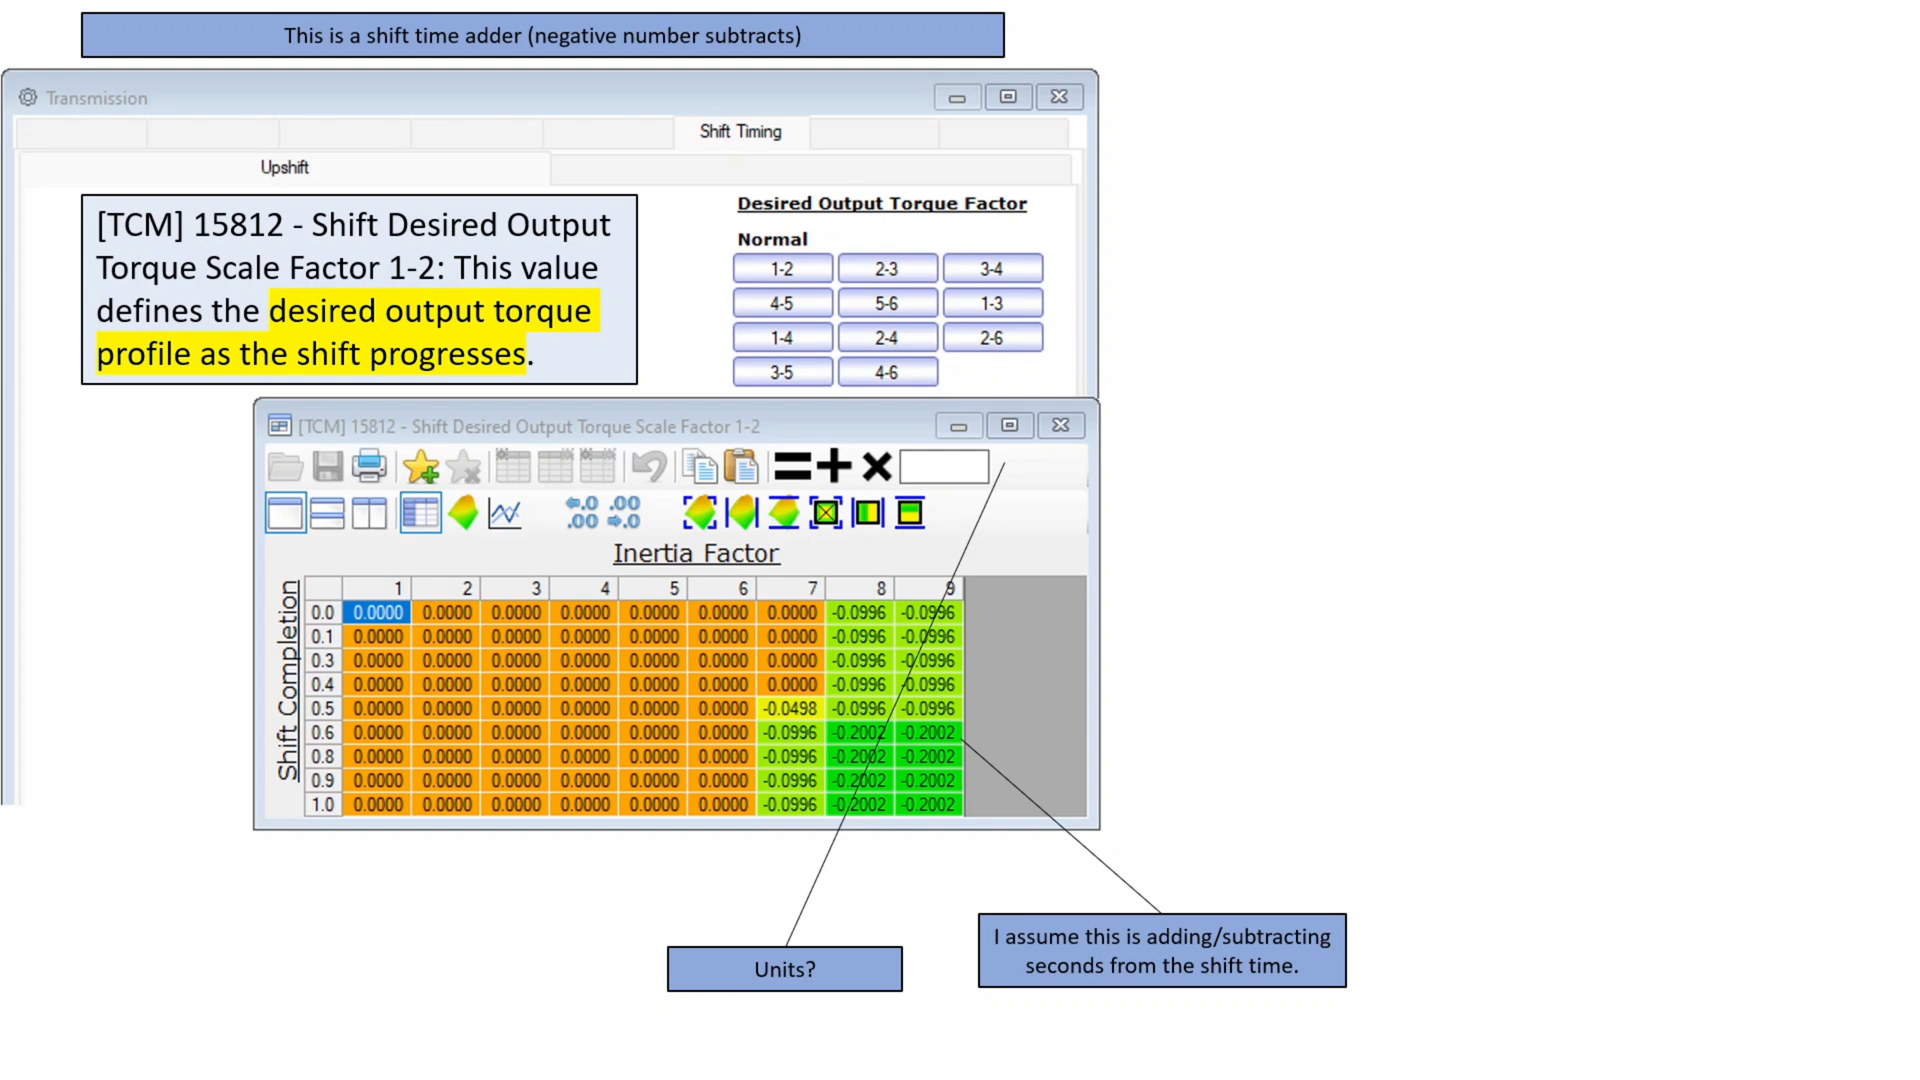 This is a shift time adder (negative number subtracts)
Transmission
Shift Timing
Upshift
[TCM] 15812 - Shift Desired Output
Torque Scale Factor 1-2: This value
defines the desired output torque
profile as the shift progresses.
Desired Output Torque Factor
Normal
1-2 2-3 3-4
4-5 5-6 1-3
1-4 2-4 2-6
3-5 4-6
[TCM] 15812 - Shift Desired Output Torque Scale Factor 1-2
.0 .00
.00 .0
Inertia Factor
Shift Completion
1 2 3 4 5 6 7 8 9
0.0 0.0000 0.0000 0.0000 0.0000 0.0000 0.0000 0.0000 -0.0996 -0.0996
0.1 0.0000 0.0000 0.0000 0.0000 0.0000 0.0000 0.0000 -0.0996 -0.0996
0.3 0.0000 0.0000 0.0000 0.0000 0.0000 0.0000 0.0000 -0.0996 -0.0996
0.4 0.0000 0.0000 0.0000 0.0000 0.0000 0.0000 0.0000 -0.0996 -0.0996
0.5 0.0000 0.0000 0.0000 0.0000 0.0000 0.0000 -0.0498 -0.0996 -0.0996
0.6 0.0000 0.0000 0.0000 0.0000 0.0000 0.0000 -0.0996 -0.2002 -0.2002
0.8 0.0000 0.0000 0.0000 0.0000 0.0000 0.0000 -0.0996 -0.2002 -0.2002
0.9 0.0000 0.0000 0.0000 0.0000 0.0000 0.0000 -0.0996 -0.2002 -0.2002
1.0 0.0000 0.0000 0.0000 0.0000 0.0000 0.0000 -0.0996 -0.2002 -0.2002
Units?
I assume this is adding/subtracting
seconds from the shift time.